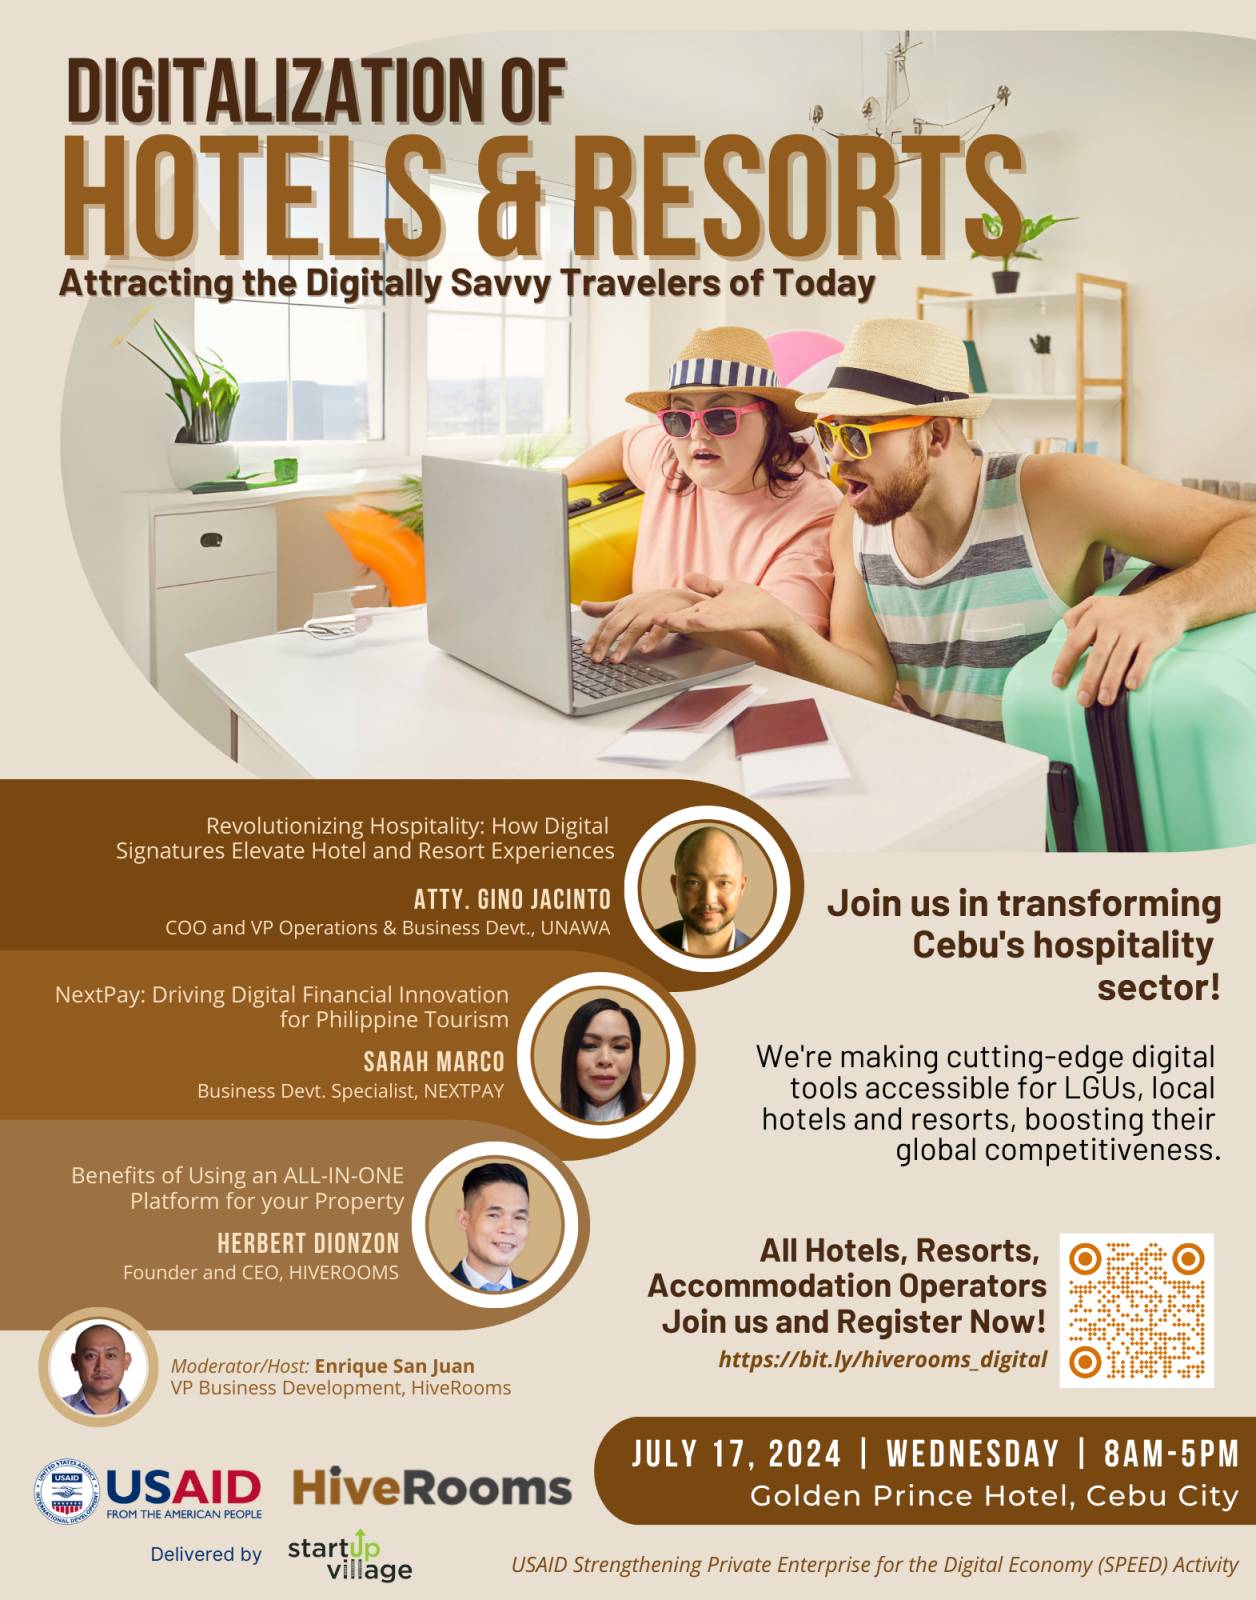 DIGITALIZATION OF
HOTELS & RESORTS
Attracting the Digitally Savvy Travelers of Today
Revolutionizing Hospitality: How Digital
Signatures Elevate Hotel and Resort Experiences
ATTY. GINO JACINTO
COO and VP Operations & Business Devt., UNAWA
NextPay: Driving Digital Financial Innovation
for Philippine Tourism
SARAH MARCO
Business Devt. Specialist, NEXTPAY
Benefits of Using an ALL-IN-ONE
Platform for your Property
HERBERT DIONZON
Founder and CEO, HIVEROOMS
Moderator/Host: Enrique San Juan
VP Business Development, HiveRooms
Join us in transforming
Cebu's hospitality
sector!
We're making cutting-edge digital
tools accessible for LGUs, local
hotels and resorts, boosting their
global competitiveness.
All Hotels, Resorts,
Accommodation Operators
Join us and Register Now!
https://bit.ly/hiverooms_digital
JULY 17, 2024 | WEDNESDAY | 8AM-5PM
Golden Prince Hotel, Cebu City
UNITED STATES AGENCY
USAID
INTERNATIONAL DEVELOPMENT
USAID
FROM THE AMERICAN PEOPLE
HiveRooms
Delivered by
startup
village
USAID Strengthening Private Enterprise for the Digital Economy (SPEED) Activity